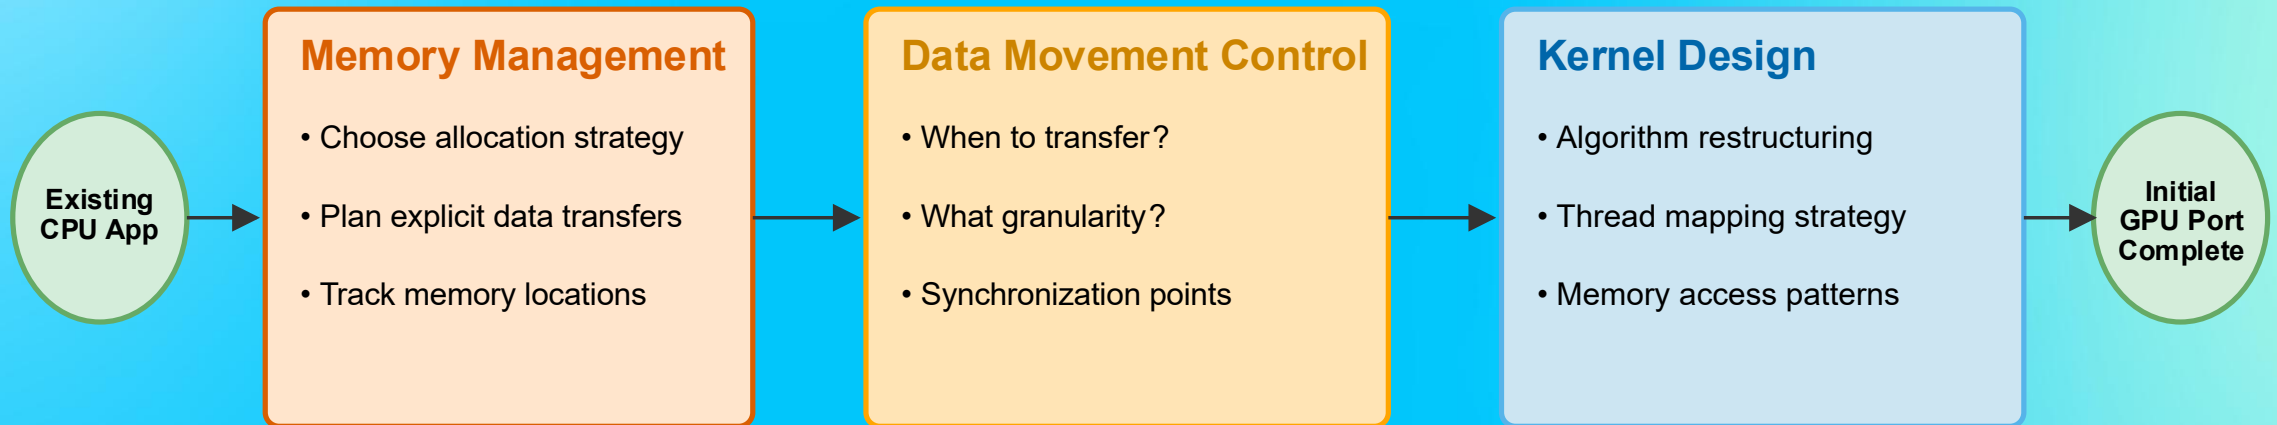 Existing
CPU App
Memory Management
• Choose allocation strategy
• Plan explicit data transfers
• Track memory locations
Data Movement Control
• When to transfer?
• What granularity?
• Synchronization points
Kernel Design
• Algorithm restructuring
• Thread mapping strategy
• Memory access patterns
Initial
GPU Port
Complete